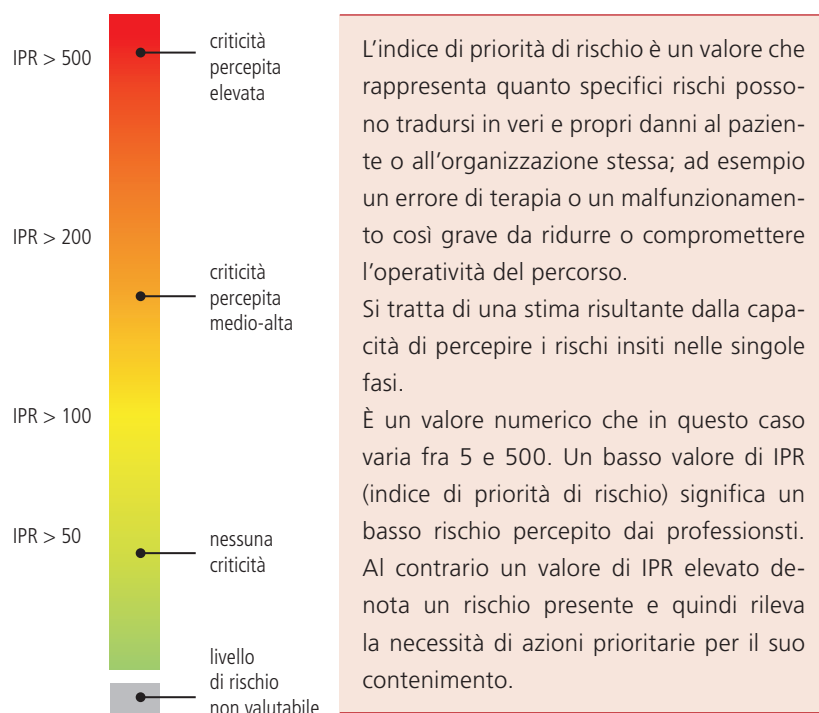 IPR > 500
criticità
percepita
elevata
IPR > 200
criticità
percepita
medio-alta
IPR > 100
IPR > 50
nessuna
criticità
livello
di rischio
non valutabile
L’indice di priorità di rischio è un valore che
rappresenta quanto specifici rischi posso-
no tradursi in veri e propri danni al pazien-
te o all’organizzazione stessa; ad esempio
un errore di terapia o un malfunzionamen-
to così grave da ridurre o compromettere
l’operatività del percorso.
Si tratta di una stima risultante dalla capa-
cità di percepire i rischi insiti nelle singole
fasi.
È un valore numerico che in questo caso
varia fra 5 e 500. Un basso valore di IPR
(indice di priorità di rischio) significa un
basso rischio percepito dai professionsti.
Al contrario un valore di IPR elevato de-
nota un rischio presente e quindi rileva
la necessità di azioni prioritarie per il suo
contenimento.